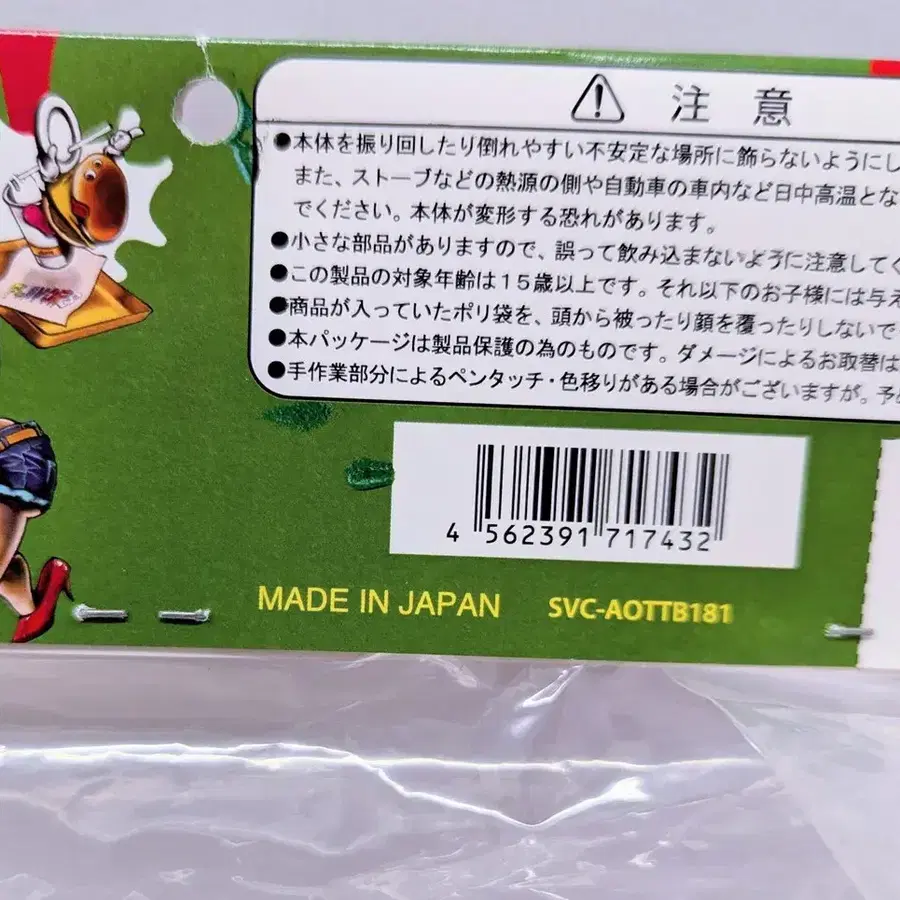 注意
●本体を振り回したり倒れやすい不安定な場所に飾らないようにし
また、ストーブなどの熱源の側や自動車の車内など日中高温とな
でください。本体が変形する恐れがあります。
●小さな部品がありますので、誤って飲み込まないように注意してく
●この製品の対象年齢は15歳以上です。それ以下のお子様には与え
●商品が入っていたポリ袋を、頭から被ったり顔を覆ったりしないで
●本パッケージは製品保護の為のものです。ダメージによるお取替は
●手作業部分によるペンタッチ・色移りがある場合がございますが。予め
4 562391 717432
MADE IN JAPAN SVC-AOTTB181